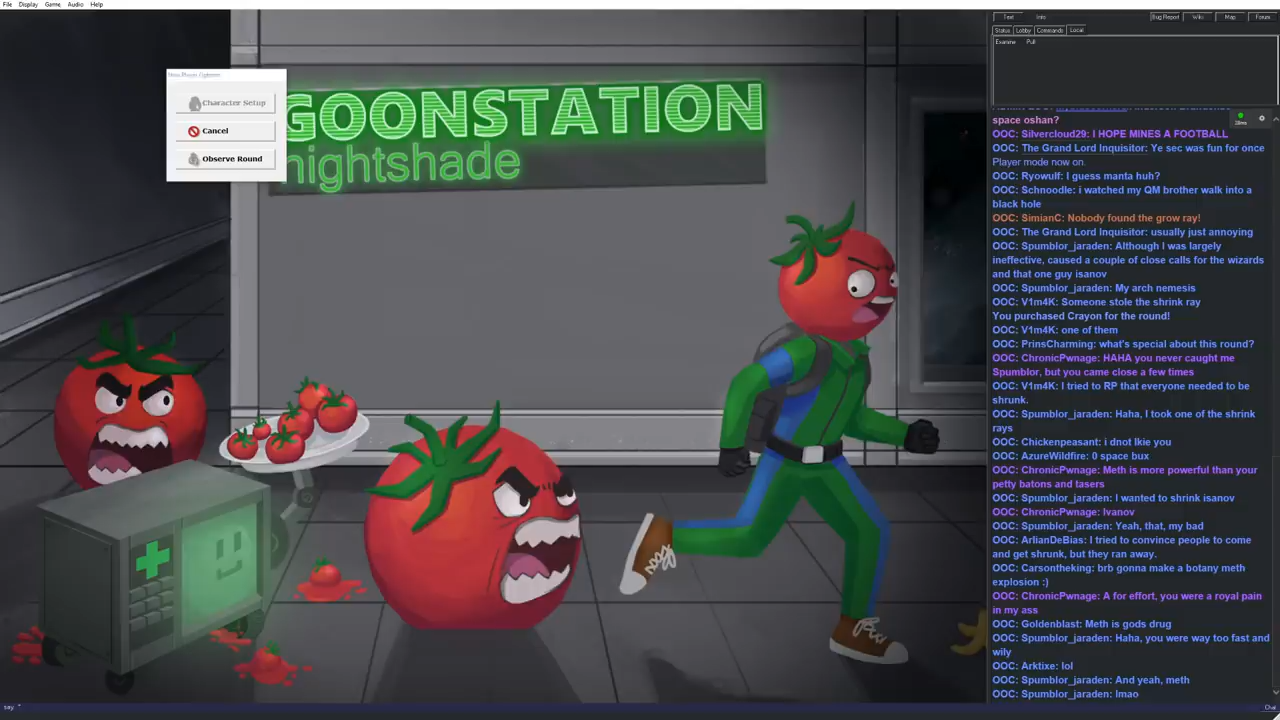 File Display Game Audio Help
Character Setup
Cancel
Observe Round
GOONSTATION
nightshade
Text Info Bug Report Wiki Map Forum
Status Lobby Commands Local
Examine Pull
space oshan?
OOC: Silvercloud29: I HOPE MINES A FOOTBALL
OOC: The Grand Lord Inquisitor: Ye sec was fun for once
Player mode now on.
OOC: Ryowulf: I guess manta huh?
OOC: Schnoodle: i watched my QM brother walk into a
black hole
OOC: SimianC: Nobody found the grow ray!
OOC: The Grand Lord Inquisitor: usually just annoying
OOC: Spumblor_jaraden: Although I was largely
ineffective, caused a couple of close calls for the wizards
and that one guy isanov
OOC: Spumblor_jaraden: My arch nemesis
OOC: V1m4K: Someone stole the shrink ray
You purchased Crayon for the round!
OOC: V1m4K: one of them
OOC: PrinsCharming: what's special about this round?
OOC: ChronicPwnage: HAHA you never caught me
Spumblor, but you came close a few times
OOC: V1m4K: I tried to RP that everyone needed to be
shrunk.
OOC: Spumblor_jaraden: Haha, I took one of the shrink
rays
OOC: Chickenpeasant: i dnot lkie you
OOC: AzureWildfire: 0 space bux
OOC: ChronicPwnage: Meth is more powerful than your
petty batons and tasers
OOC: Spumblor_jaraden: I wanted to shrink isanov
OOC: ChronicPwnage: Ivanov
OOC: Spumblor_jaraden: Yeah, that, my bad
OOC: ArlianDeBias: I tried to convince people to come
and get shrunk, but they ran away.
OOC: Carsontheking: brb gonna make a botany meth
explosion :)
OOC: ChronicPwnage: A for effort, you were a royal pain
in my ass
OOC: Goldenblast: Meth is gods drug
OOC: Spumblor_jaraden: Haha, you were way too fast and
wily
OOC: Arktixe: lol
OOC: Spumblor_jaraden: And yeah, meth
OOC: Spumblor_jaraden: lmao
say "
Chat